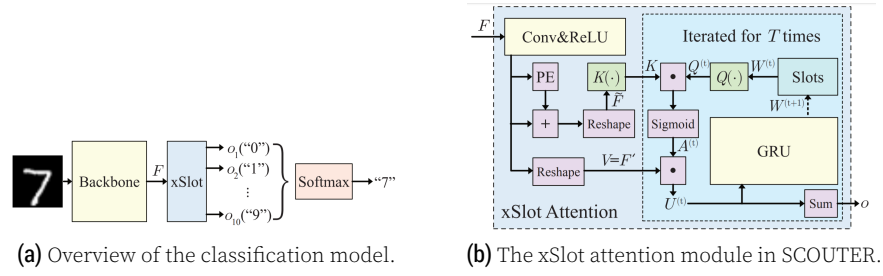 7
Backbone
F
xSlot
o₁("0")
o₂("1")
⋮
o₁₀("9")
Softmax
"7"
(a) Overview of the classification model.
F
Conv&ReLU
Iterated for T times
PE
K(·)
K
Q⁽ᵗ⁾
Q(·)
W⁽ᵗ⁾
Slots
F̃
W⁽ᵗ⁺¹⁾
+
Reshape
Sigmoid
A⁽ᵗ⁾
GRU
Reshape
V=F'
U⁽ᵗ⁾
Sum
o
xSlot Attention
(b) The xSlot attention module in SCOUTER.